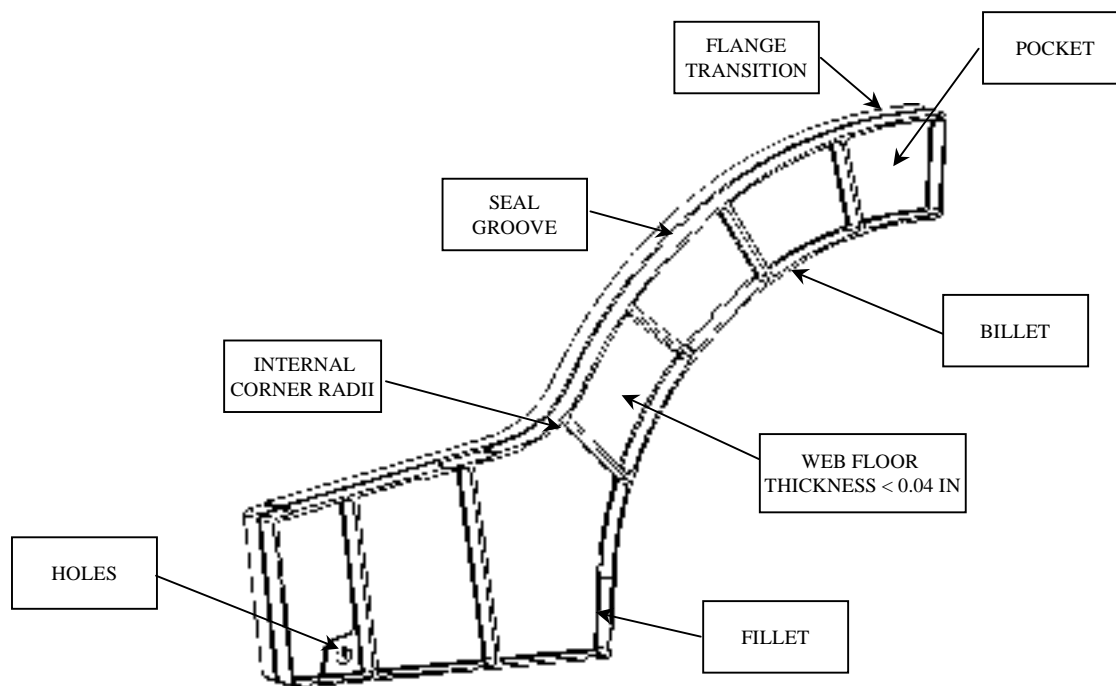 FLANGE
TRANSITION
POCKET
SEAL
GROOVE
BILLET
INTERNAL
CORNER RADII
WEB FLOOR
THICKNESS < 0.04 IN
HOLES
FILLET